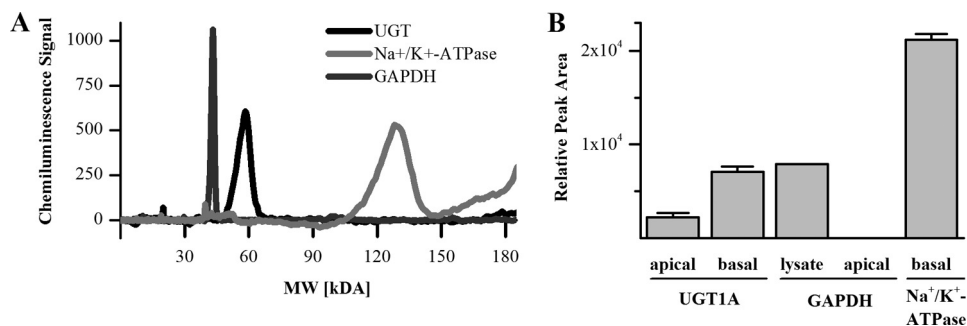 A
Chemiluminescence Signal
1000
750
500
250
0
UGT
Na+/K+-ATPase
GAPDH
30 60 90 120 150 180
MW [kDA]
B
Relative Peak Area
2x10⁴
1x10⁴
apical basal lysate apical basal
UGT1A GAPDH Na⁺/K⁺-
ATPase